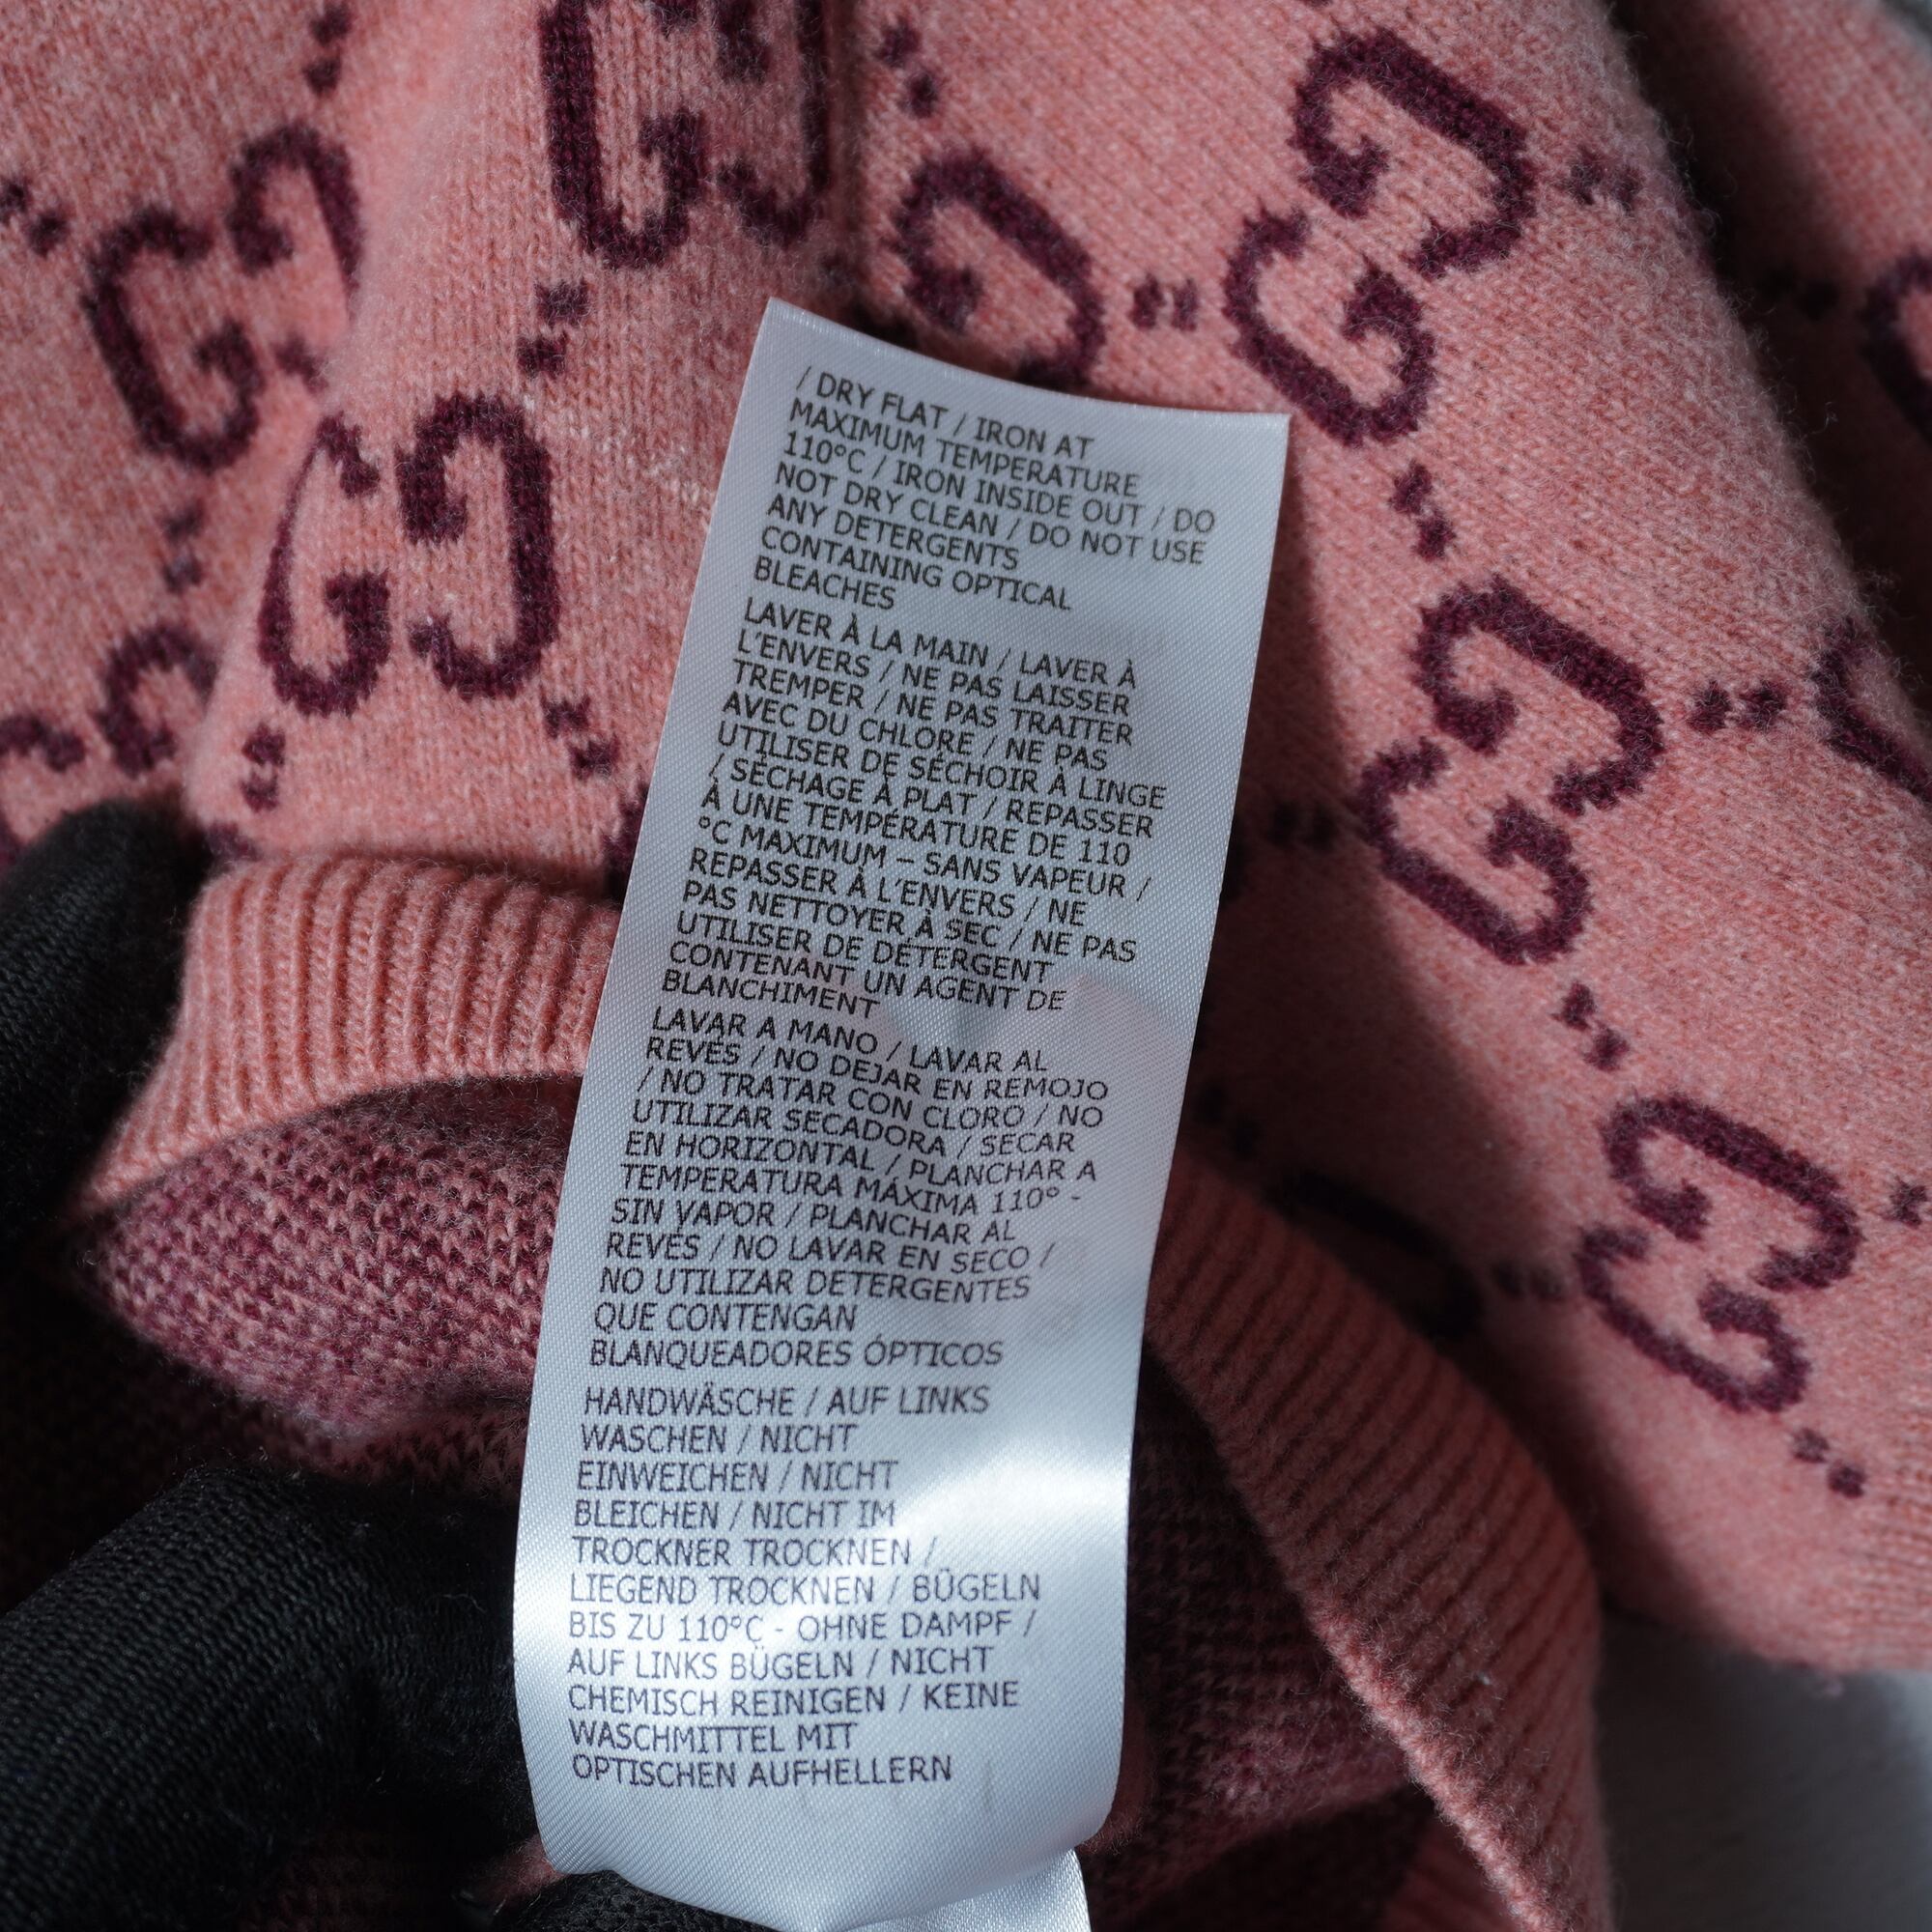 / DRY FLAT / IRON AT
MAXIMUM TEMPERATURE
110°C / IRON INSIDE OUT / DO
NOT DRY CLEAN / DO NOT USE
ANY DETERGENTS
CONTAINING OPTICAL
BLEACHES
LAVER À LA MAIN / LAVER À
L'ENVERS / NE PAS LAISSER
TREMPER / NE PAS TRAITER
AVEC DU CHLORE / NE PAS
UTILISER DE SÉCHOIR À LINGE
/ SÉCHAGE À PLAT / REPASSER
À UNE TEMPÉRATURE DE 110
°C MAXIMUM – SANS VAPEUR /
REPASSER À L'ENVERS / NE
PAS NETTOYER À SEC / NE PAS
UTILISER DE DÉTERGENT
CONTENANT UN AGENT DE
BLANCHIMENT
LAVAR A MANO / LAVAR AL
REVÉS / NO DEJAR EN REMOJO
/ NO TRATAR CON CLORO / NO
UTILIZAR SECADORA / SECAR
EN HORIZONTAL / PLANCHAR A
TEMPERATURA MÁXIMA 110° -
SIN VAPOR / PLANCHAR AL
REVÉS / NO LAVAR EN SECO /
NO UTILIZAR DETERGENTES
QUE CONTENGAN
BLANQUEADORES ÓPTICOS
HANDWÄSCHE / AUF LINKS
WASCHEN / NICHT
EINWEICHEN / NICHT
BLEICHEN / NICHT IM
TROCKNER TROCKNEN /
LIEGEND TROCKNEN / BÜGELN
BIS ZU 110°C - OHNE DAMPF /
AUF LINKS BÜGELN / NICHT
CHEMISCH REINIGEN / KEINE
WASCHMITTEL MIT
OPTISCHEN AUFHELLERN